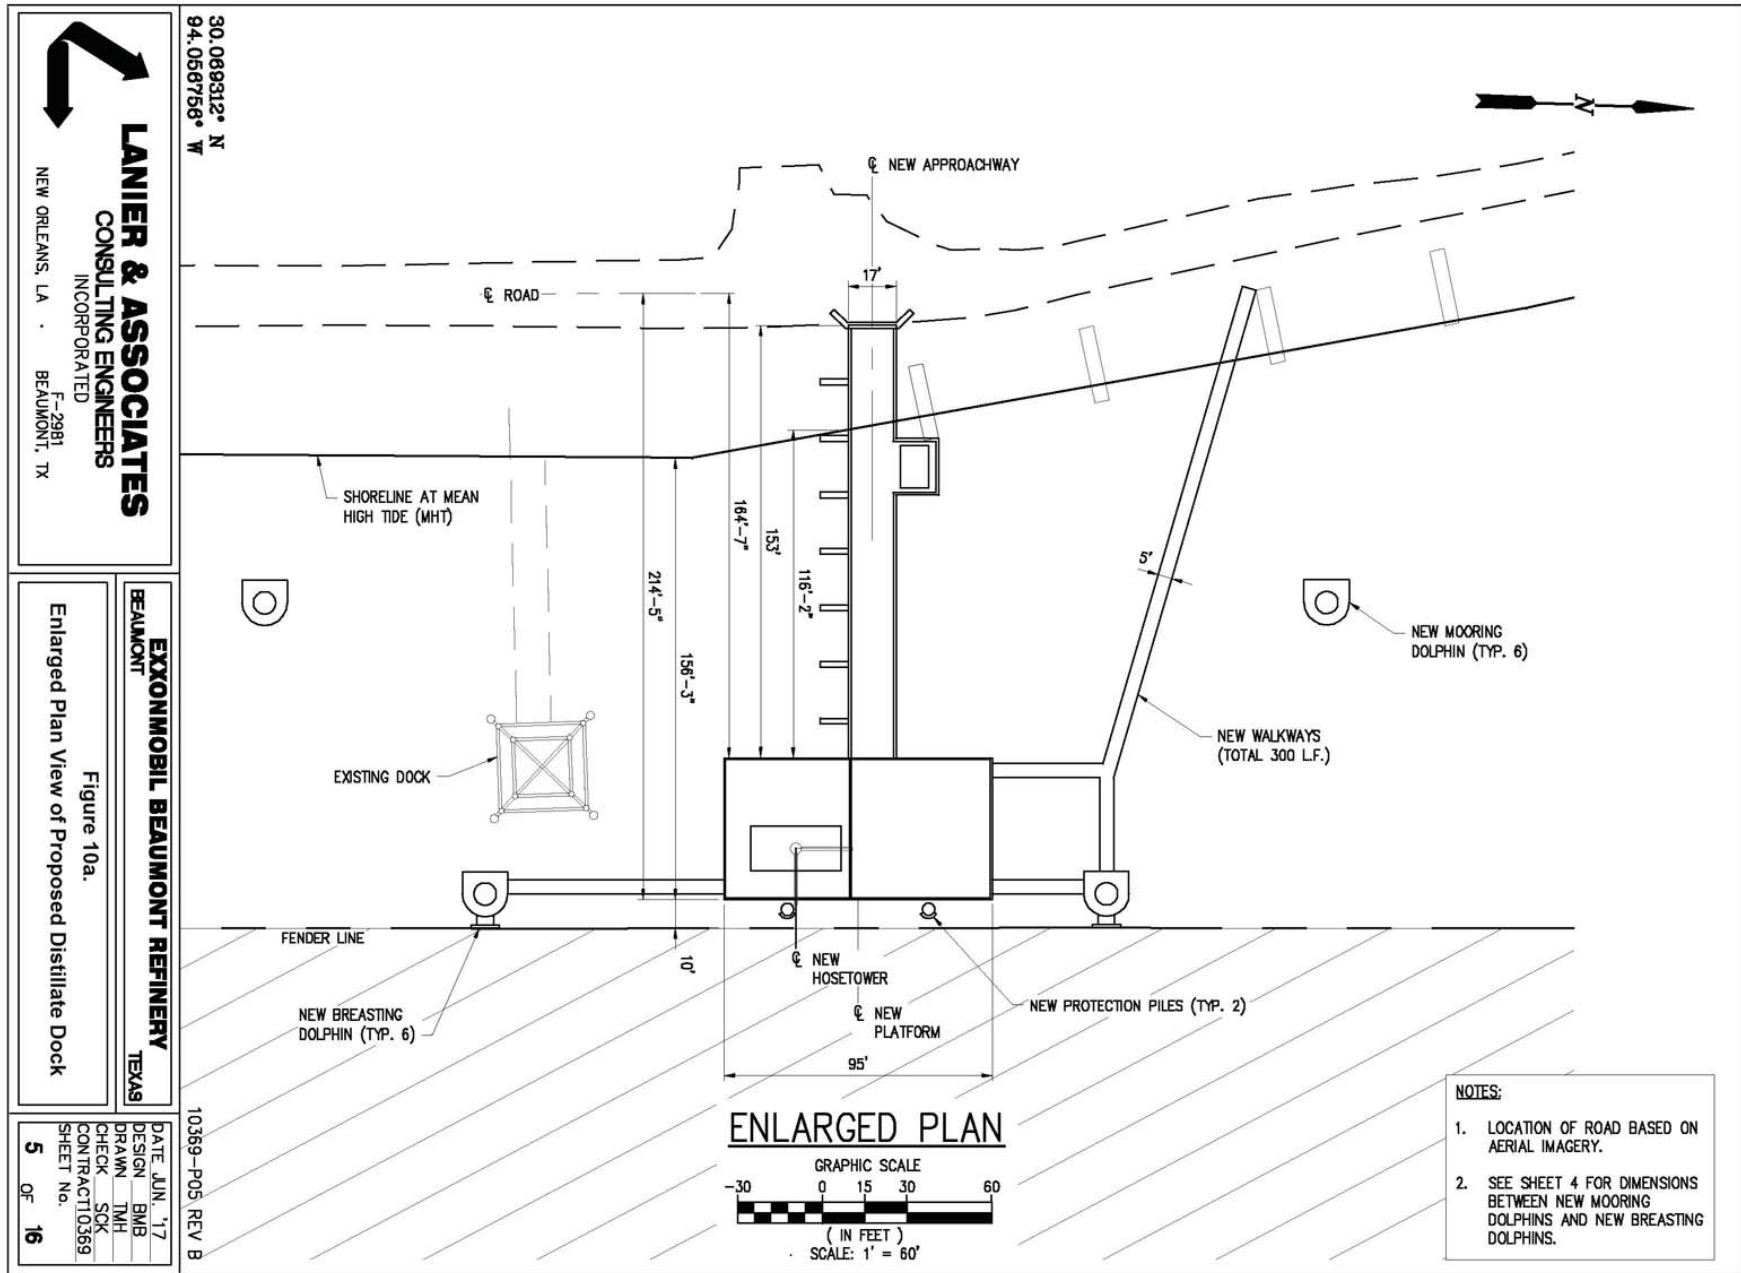 30.069312° N
94.056756° W
LANIER & ASSOCIATES
CONSULTING ENGINEERS
INCORPORATED
F-2981
NEW ORLEANS, LA · BEAUMONT, TX
EXXONMOBIL BEAUMONT REFINERY
BEAUMONT TEXAS
Figure 10a.
Enlarged Plan View of Proposed Distillate Dock
10369-P05 REV B
DATE JUN. '17
DESIGN BMB
DRAWN TMH
CHECK SCK
CONTRACT10369
SHEET No.
5 OF 16
N
℄ NEW APPROACHWAY
17'
℄ ROAD
SHORELINE AT MEAN
HIGH TIDE (MHT)
164'-7"
153'
116'-2"
214'-5"
156'-3"
5'
NEW MOORING
DOLPHIN (TYP. 6)
NEW WALKWAYS
(TOTAL 300 L.F.)
EXISTING DOCK
FENDER LINE
10'
℄ NEW
HOSETOWER
NEW BREASTING
DOLPHIN (TYP. 6)
℄ NEW
PLATFORM
NEW PROTECTION PILES (TYP. 2)
95'
ENLARGED PLAN
GRAPHIC SCALE
-30 0 15 30 60
( IN FEET )
SCALE: 1' = 60'
NOTES:
1. LOCATION OF ROAD BASED ON
AERIAL IMAGERY.
2. SEE SHEET 4 FOR DIMENSIONS
BETWEEN NEW MOORING
DOLPHINS AND NEW BREASTING
DOLPHINS.